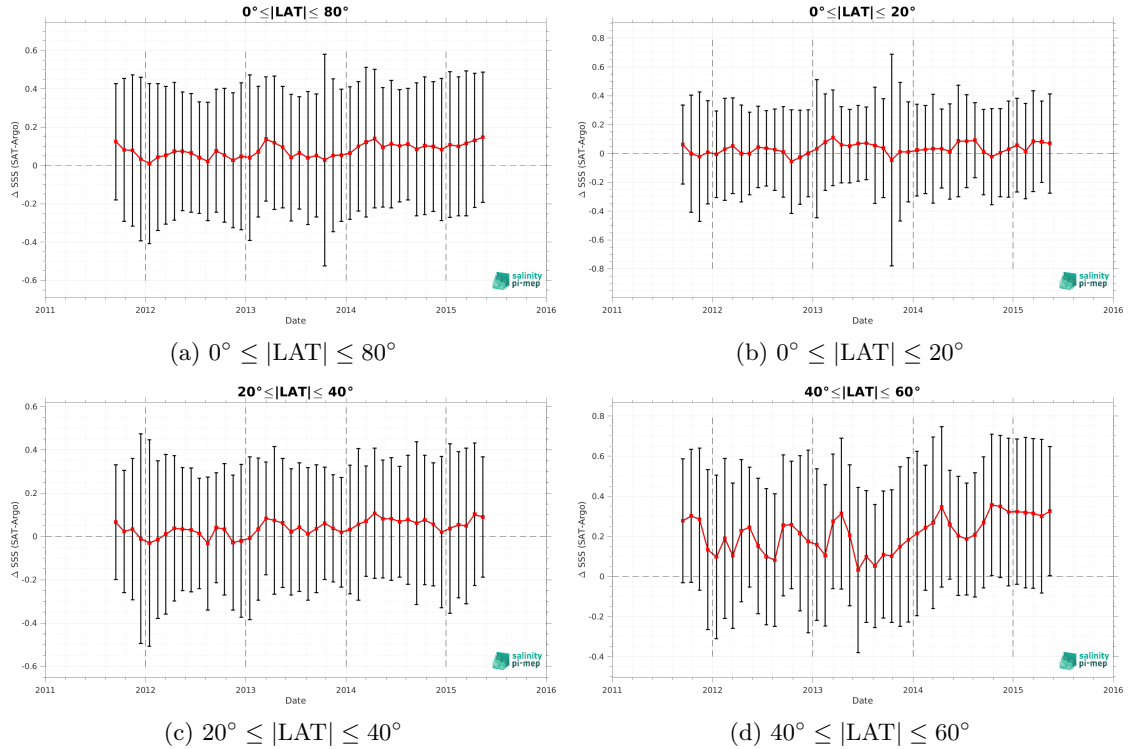 0°≤|LAT|≤ 80°
Δ SSS (SAT-Argo)
0.6
0.4
0.2
0
-0.2
-0.4
-0.6
2011 2012 2013 2014 2015 2016
Date
salinity
pi-mep
(a) 0° ≤ |LAT| ≤ 80°
0°≤|LAT|≤ 20°
Δ SSS (SAT-Argo)
0.8
0.6
0.4
0.2
0
-0.2
-0.4
-0.6
-0.8
2011 2012 2013 2014 2015 2016
Date
salinity
pi-mep
(b) 0° ≤ |LAT| ≤ 20°
20°≤|LAT|≤ 40°
Δ SSS (SAT-Argo)
0.6
0.4
0.2
0
-0.2
-0.4
-0.6
2011 2012 2013 2014 2015 2016
Date
salinity
pi-mep
(c) 20° ≤ |LAT| ≤ 40°
40°≤|LAT|≤ 60°
Δ SSS (SAT-Argo)
0.8
0.6
0.4
0.2
0
-0.2
-0.4
2011 2012 2013 2014 2015 2016
Date
salinity
pi-mep
(d) 40° ≤ |LAT| ≤ 60°